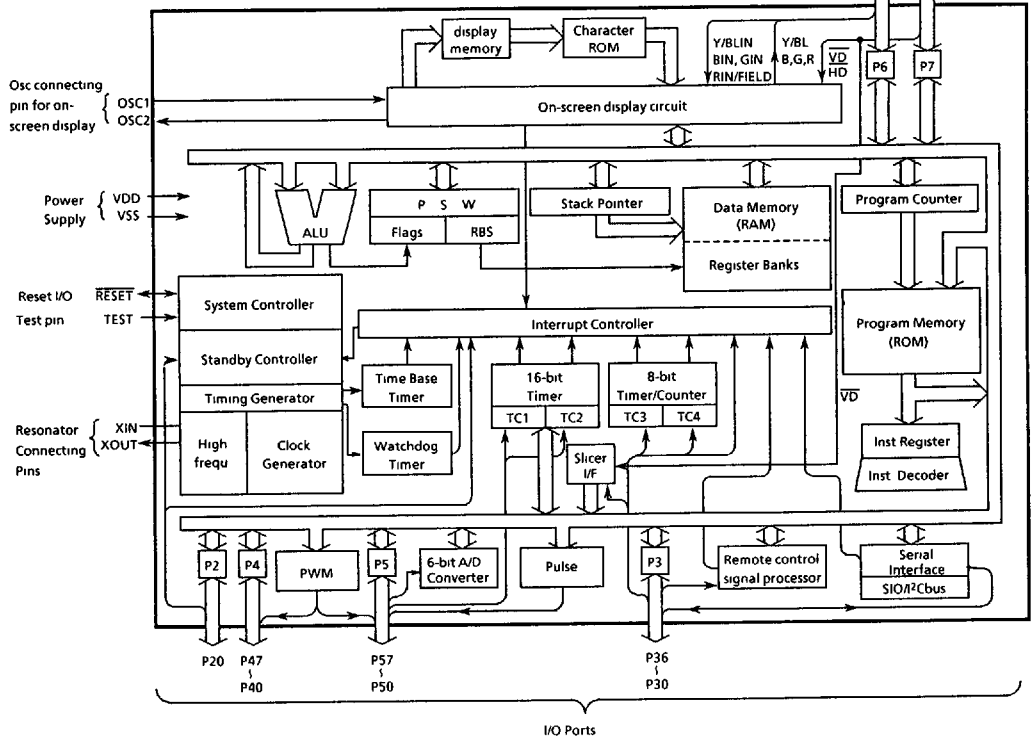 display memory
Character ROM
Y/BLIN
BIN, GIN
RIN/FIELD
Y/BL
B,G,R
VD
HD
P6
P7
Osc connecting
pin for on-
screen display
OSC1
OSC2
On-screen display circuit
Power
Supply
VDD
VSS
ALU
P S W
Flags
RBS
Stack Pointer
Data Memory
(RAM)
Register Banks
Program Counter
Reset I/O
RESET
Test pin
TEST
System Controller
Standby Controller
Timing Generator
High
frequ
Clock
Generator
Interrupt Controller
Program Memory
(ROM)
Time Base
Timer
16-bit
Timer
TC1
TC2
8-bit
Timer/Counter
TC3
TC4
VD
Resonator
Connecting
Pins
XIN
XOUT
Watchdog
Timer
Slicer
I/F
Inst Register
Inst Decoder
P2
P4
PWM
P5
6-bit A/D
Converter
Pulse
P3
Remote control
signal processor
Serial
Interface
SIO/I²Cbus
P20
P47
~
P40
P57
~
P50
P36
~
P30
I/O Ports